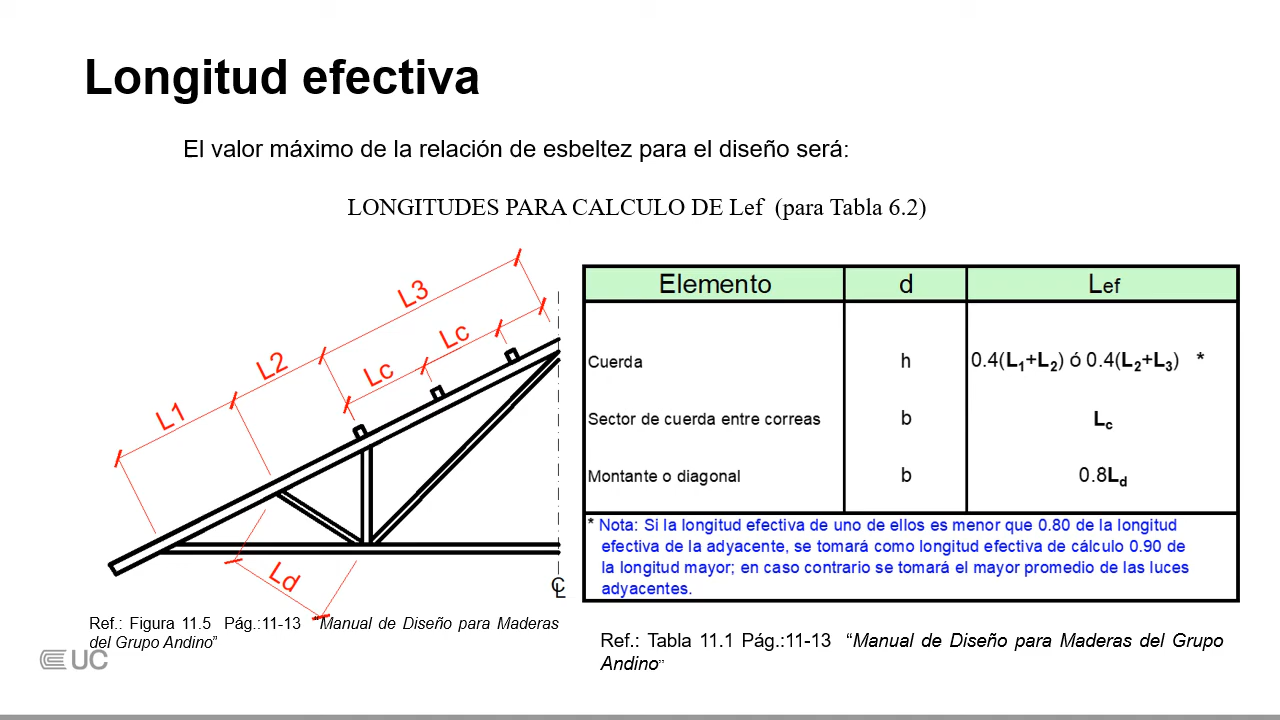 Longitud efectiva
El valor máximo de la relación de esbeltez para el diseño será:
LONGITUDES PARA CALCULO DE Lef (para Tabla 6.2)
L1
L2
L3
Lc
Lc
Ld
℄
Elemento d Lef
Cuerda h 0.4(L1+L2) ó 0.4(L2+L3) *
Sector de cuerda entre correas b Lc
Montante o diagonal b 0.8Ld
* Nota: Si la longitud efectiva de uno de ellos es menor que 0.80 de la longitud
efectiva de la adyacente, se tomará como longitud efectiva de cálculo 0.90 de
la longitud mayor; en caso contrario se tomará el mayor promedio de las luces
adyacentes.
Ref.: Figura 11.5 Pág.:11-13 “Manual de Diseño para Maderas
del Grupo Andino”
Ref.: Tabla 11.1 Pág.:11-13 “Manual de Diseño para Maderas del Grupo
Andino”
UC